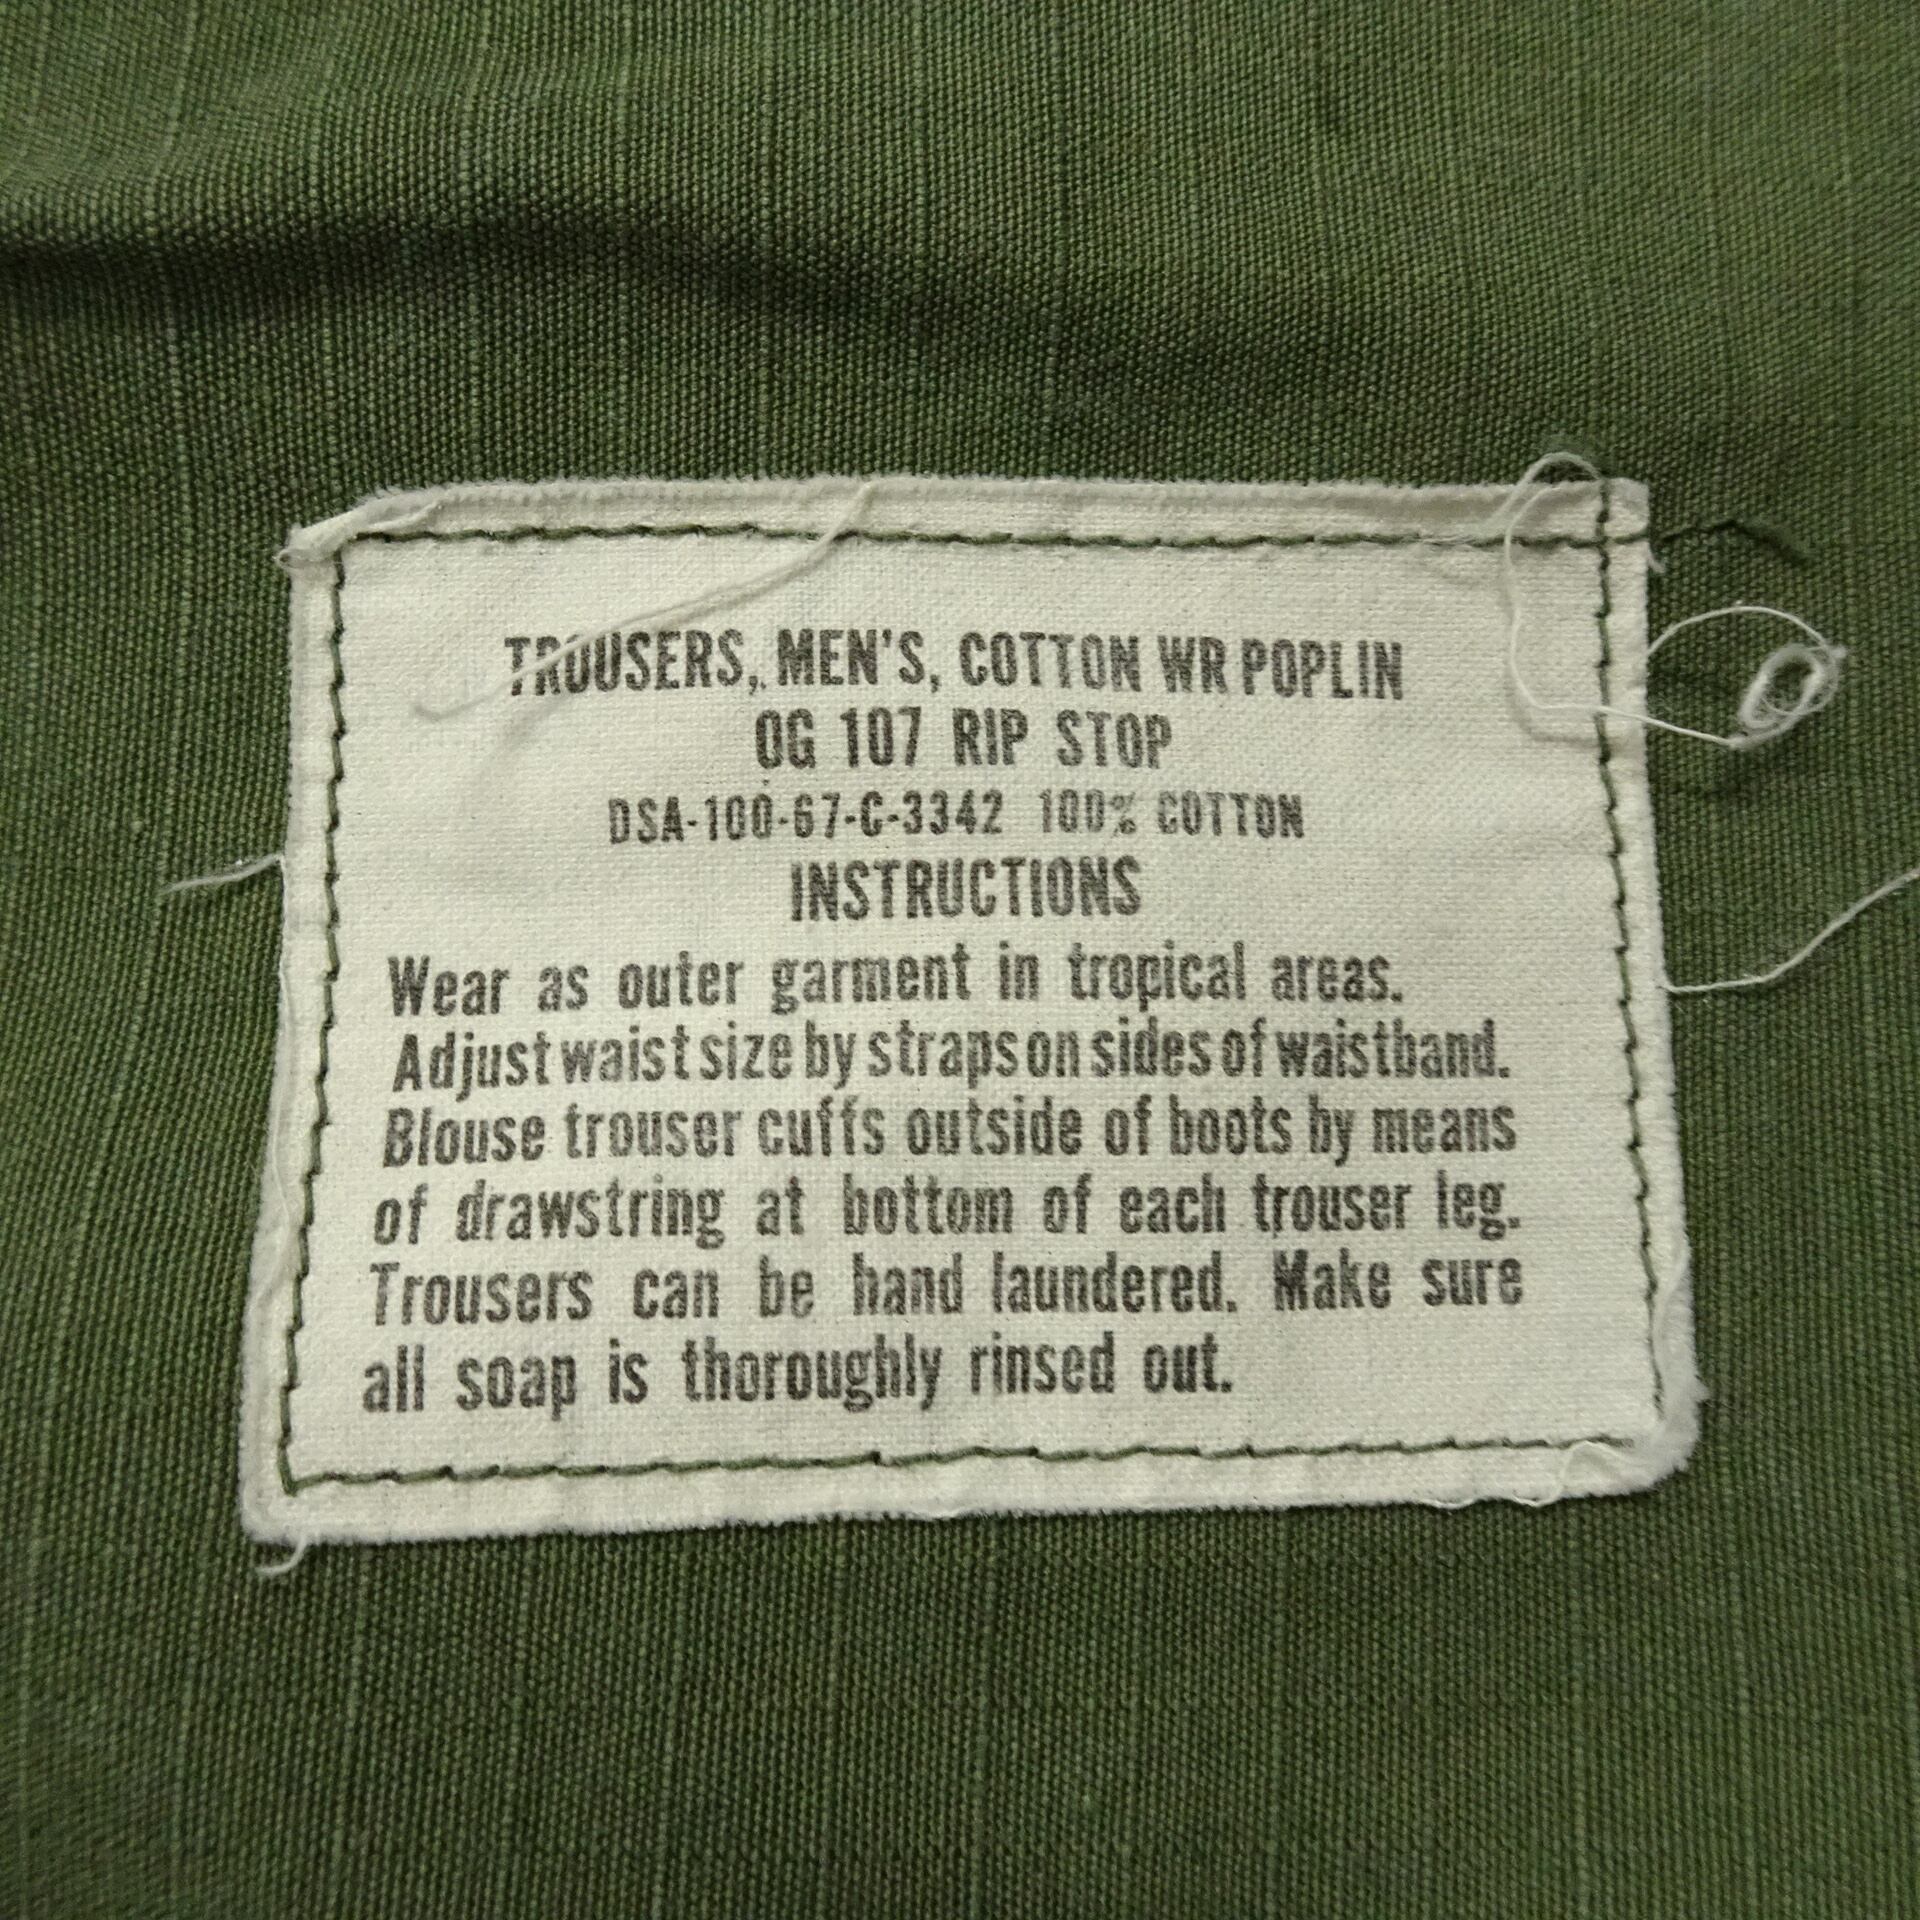 TROUSERS, MEN'S, COTTON WR POPLIN
OG 107 RIP STOP
DSA-100-67-C-3342 100% COTTON
INSTRUCTIONS
Wear as outer garment in tropical areas.
Adjust waist size by straps on sides of waistband.
Blouse trouser cuffs outside of boots by means
of drawstring at bottom of each trouser leg.
Trousers can be hand laundered. Make sure
all soap is thoroughly rinsed out.